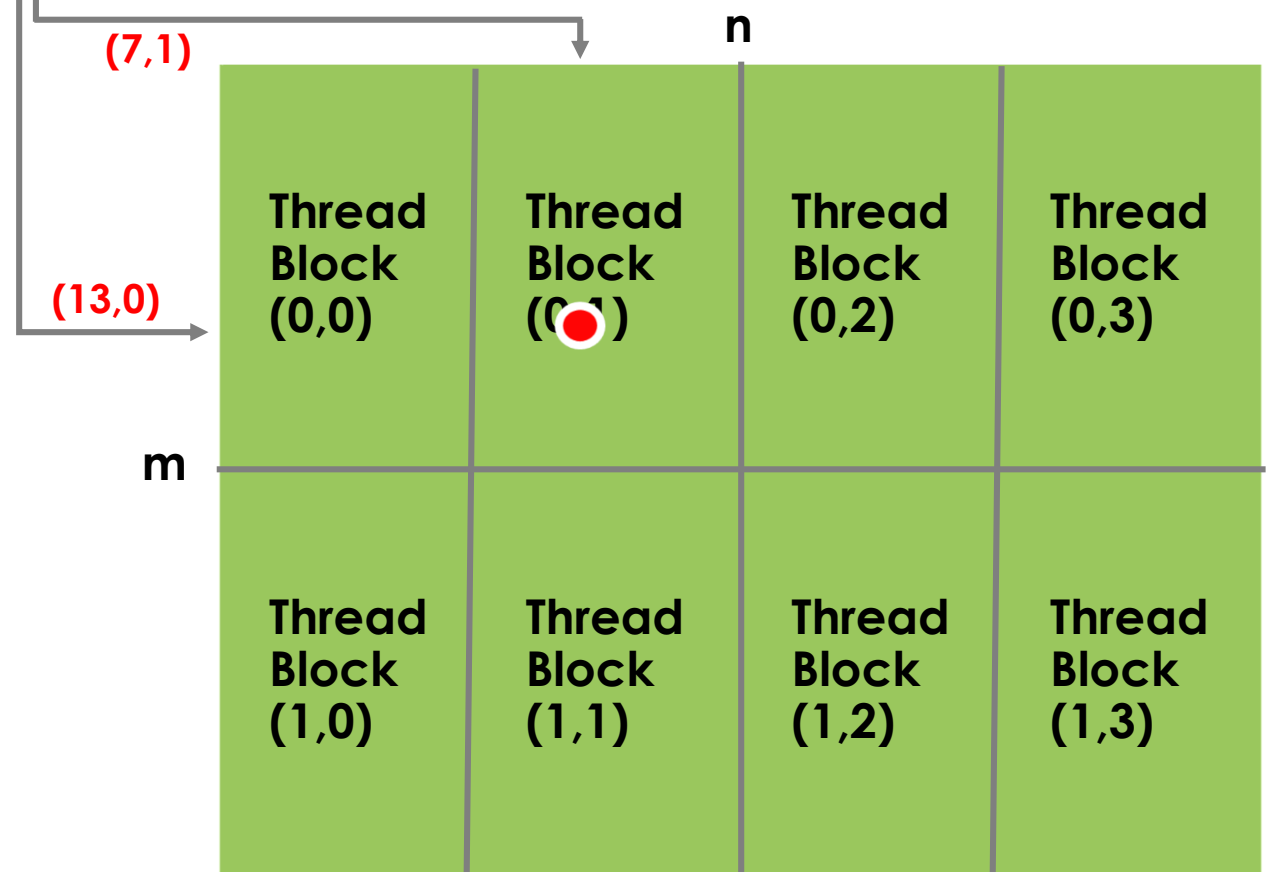 n
(7,1)
Thread
Block
(0,0)
Thread
Block
Thread
Block
(0,2)
Thread
Block
(0,3)
(13,0)
m
Thread
Block
(1,0)
Thread
Block
(1,1)
Thread
Block
(1,2)
Thread
Block
(1,3)